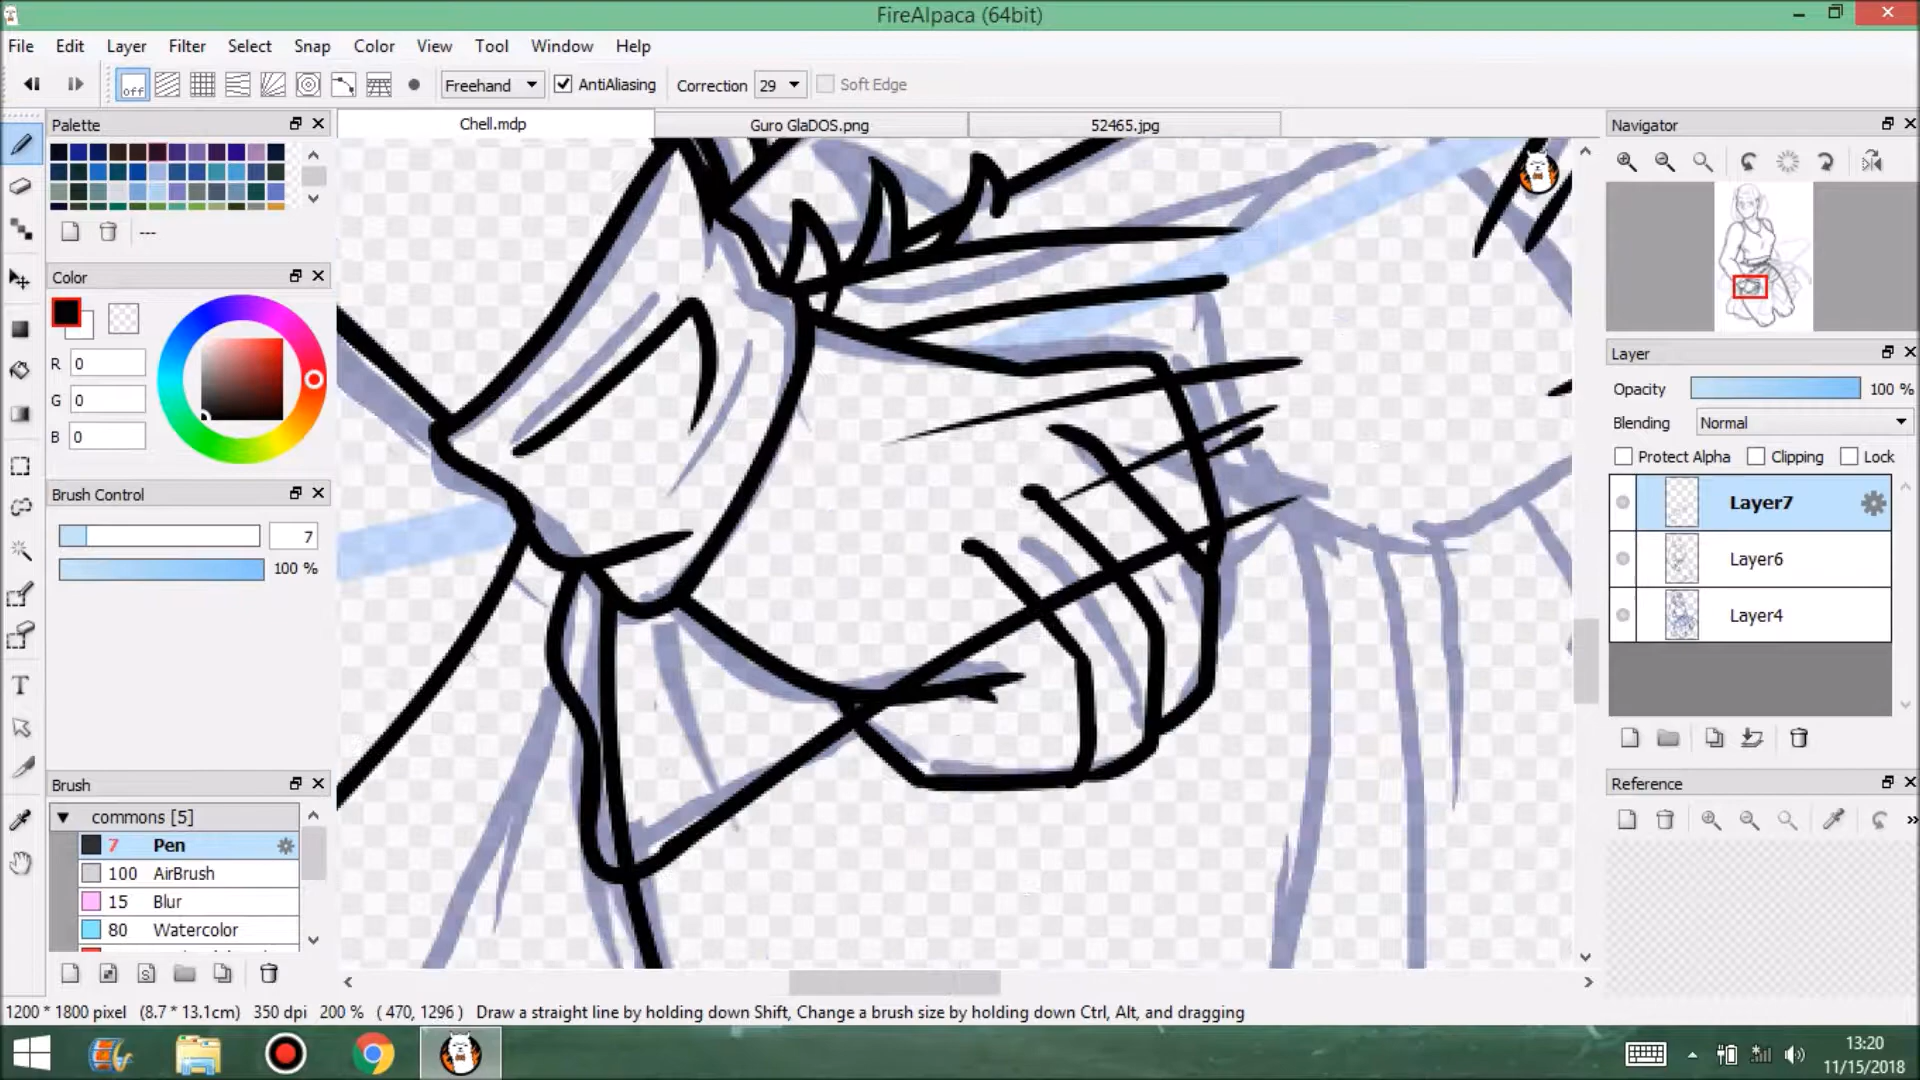 FireAlpaca (64bit)
File Edit Layer Filter Select Snap Color View Tool Window Help
off Freehand AntiAliasing Correction 29 Soft Edge
Palette
Chell.mdp Guro GlaDOS.png 52465.jpg
Navigator
---
Color
R 0
G 0
B 0
Layer
Opacity 100 %
Blending Normal
Protect Alpha Clipping Lock
Layer7
Layer6
Layer4
Brush Control
7
100 %
Brush
commons [5]
7 Pen
100 AirBrush
15 Blur
80 Watercolor
Reference
»
1200 * 1800 pixel (8.7 * 13.1cm) 350 dpi 200 % ( 470, 1296 ) Draw a straight line by holding down Shift, Change a brush size by holding down Ctrl, Alt, and dragging
T
13:20
11/15/2018